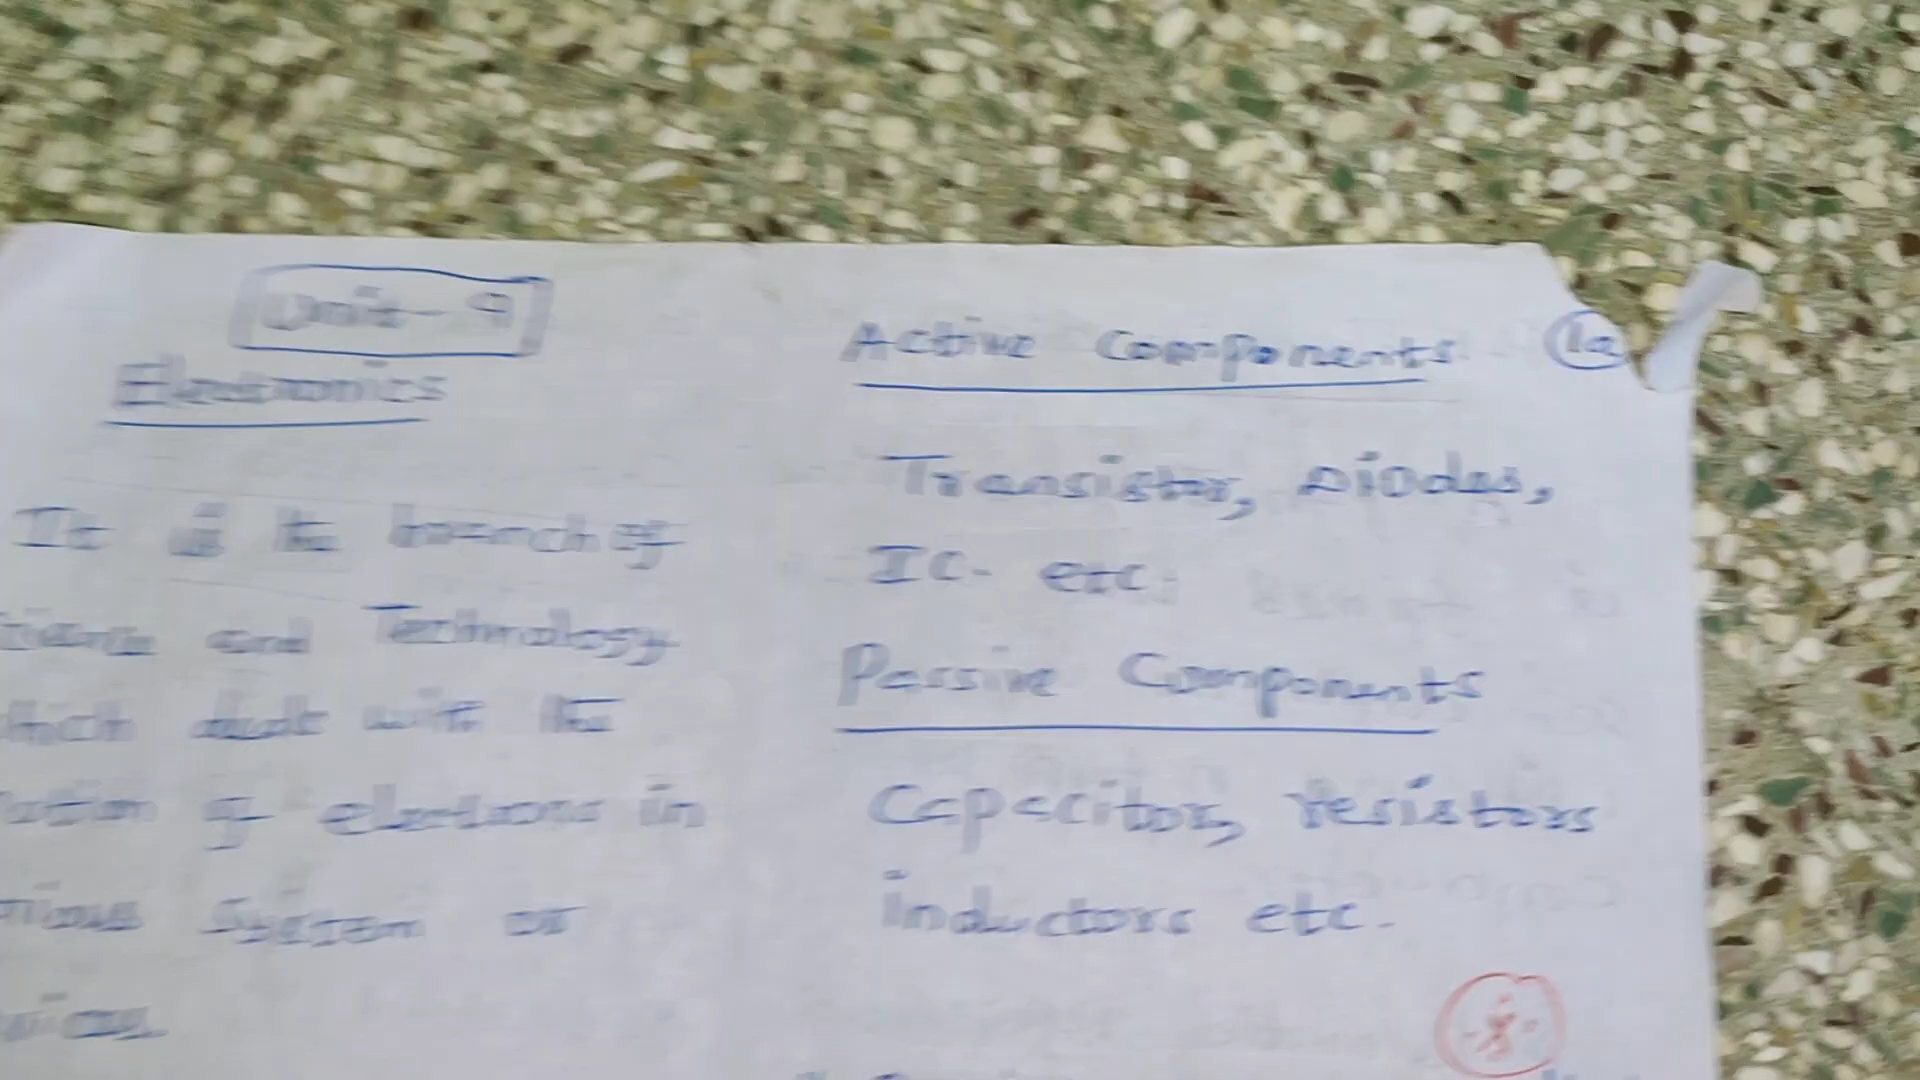 Unit - 9
Electronics
It is the branch of
and Technology
which deals with the
of electrons in
system or
Active Components
Transistor, Diodes,
IC. etc.
Passive Components
Capacitor, resistors
inductors etc.